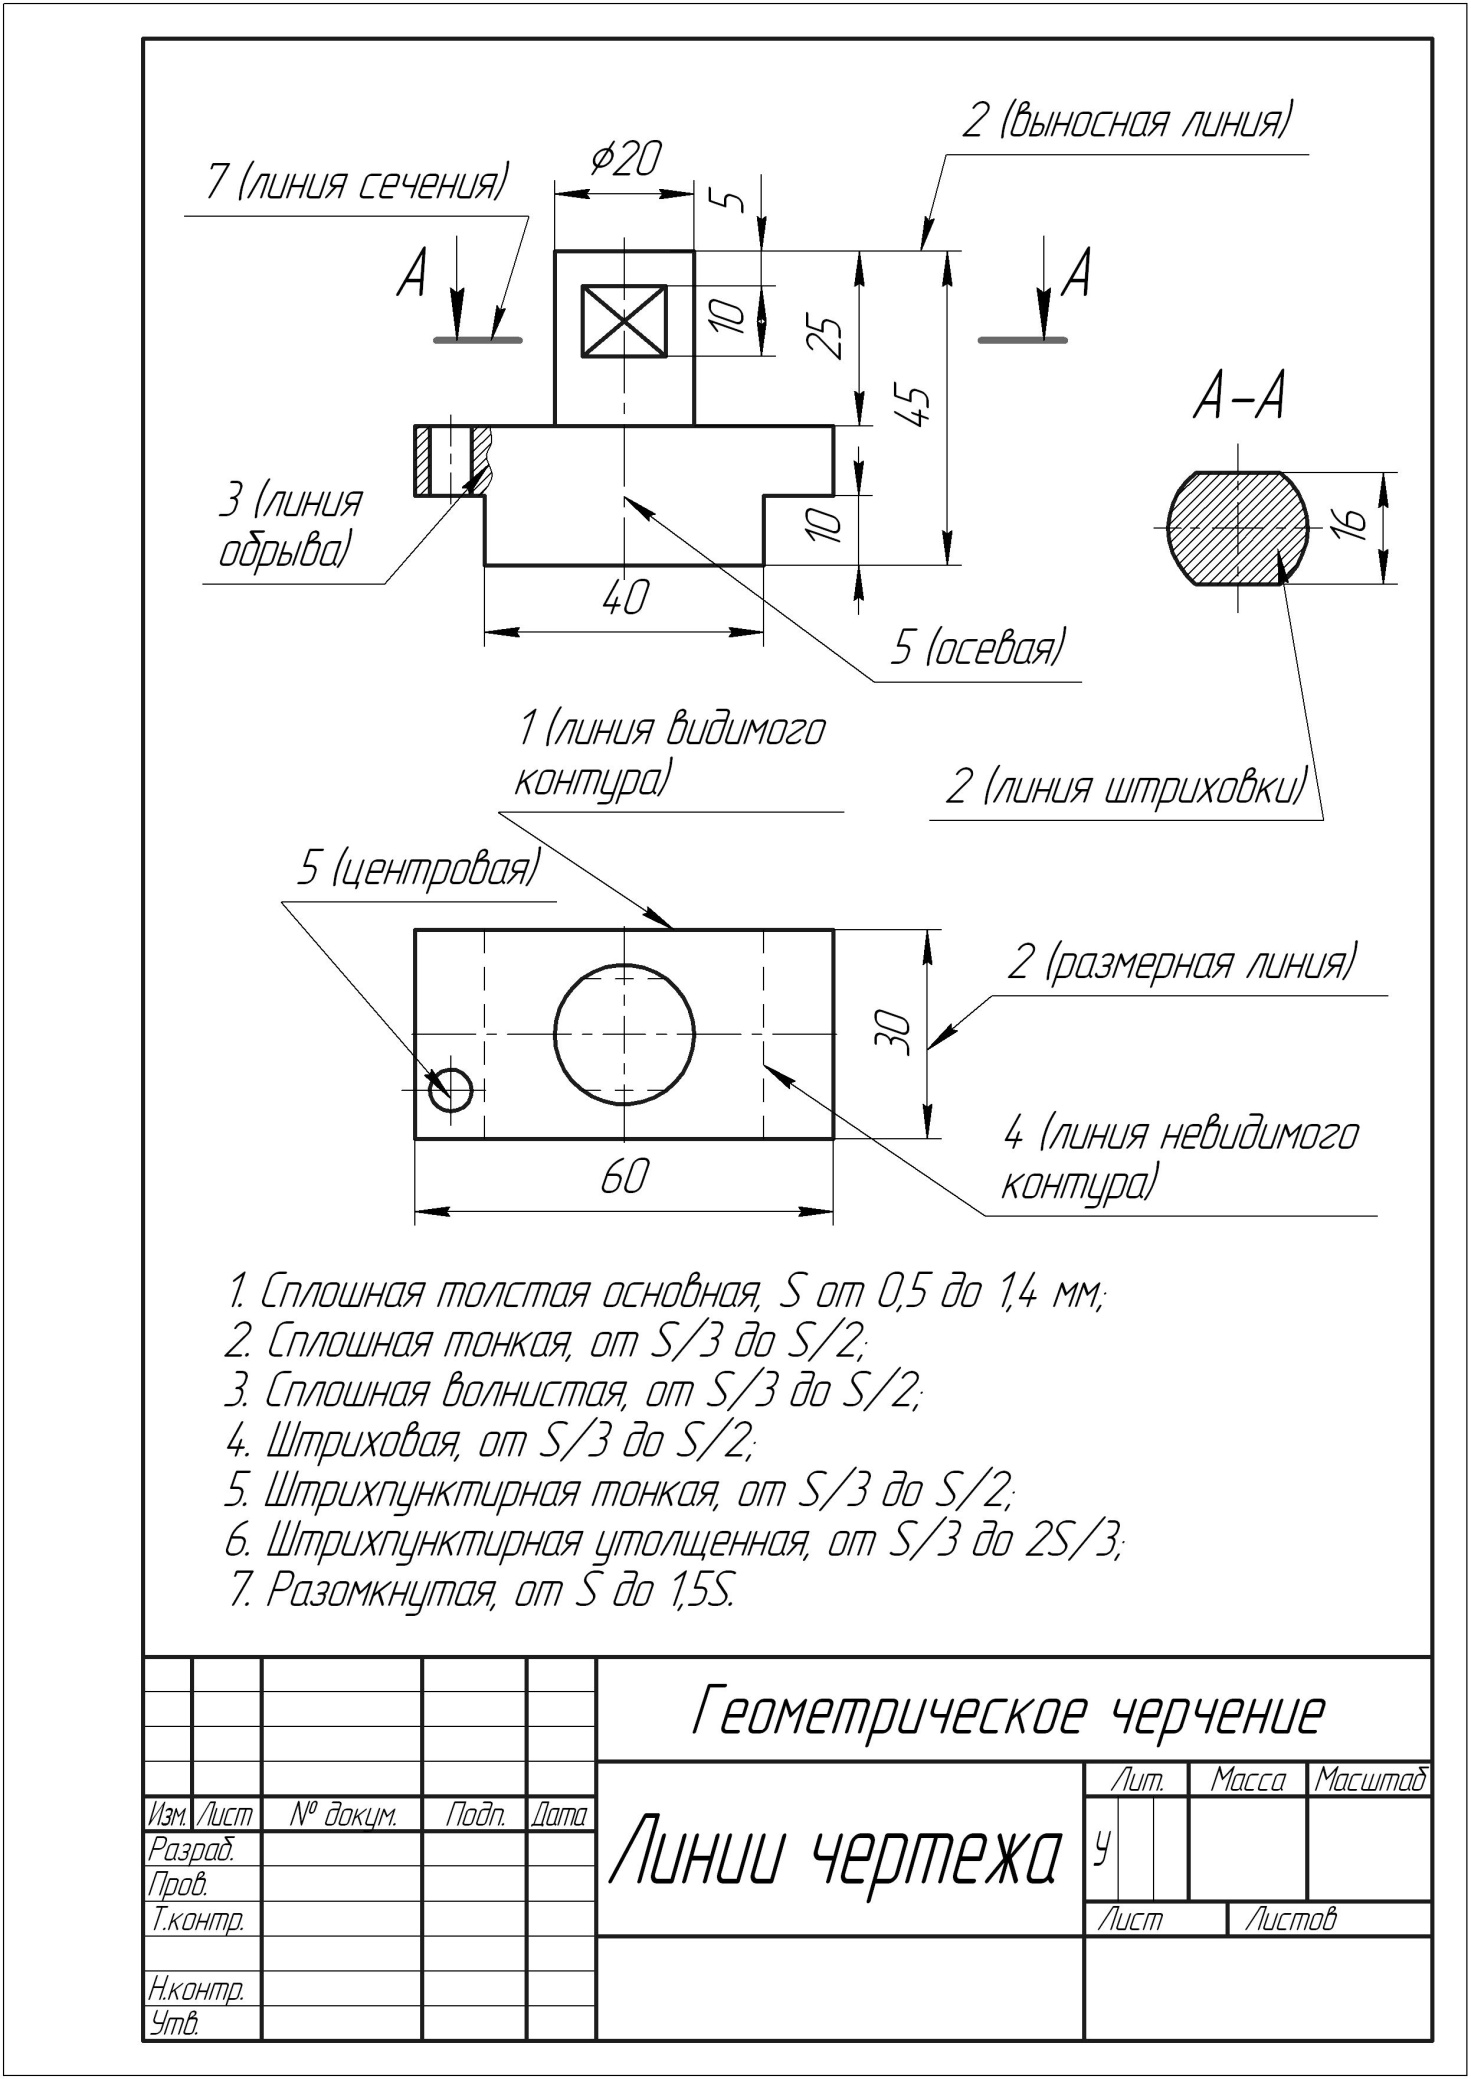 2 (выносная линия)
7 (линия сечения)
ϕ20
5
А
А
10
25
45
А-А
3 (линия
обрыва)
10
16
40
5 (осевая)
1 (линия видимого
контура)
2 (линия штриховки)
5 (центровая)
2 (размерная линия)
30
4 (линия невидимого
контура)
60
1. Сплошная толстая основная, S от 0,5 до 1,4 мм;
2. Сплошная тонкая, от S/3 до S/2;
3. Сплошная волнистая, от S/3 до S/2;
4. Штриховая, от S/3 до S/2;
5. Штрихпунктирная тонкая, от S/3 до S/2;
6. Штрихпунктирная утолщенная, от S/3 до 2S/3;
7. Разомкнутая, от S до 1,5S.
Геометрическое черчение
Лит. Масса Масштаб
Изм. Лист № докум. Подп. Дата
Линии чертежа
У
Разраб.
Пров.
Т.контр.
Лист Листов
Н.контр.
Утв.